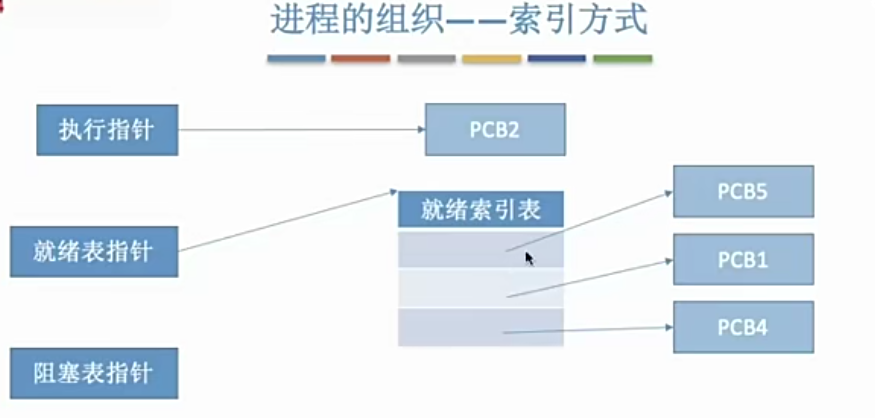 进程的组织——索引方式
执行指针
PCB2
就绪表指针
就绪索引表
PCB5
PCB1
PCB4
阻塞表指针